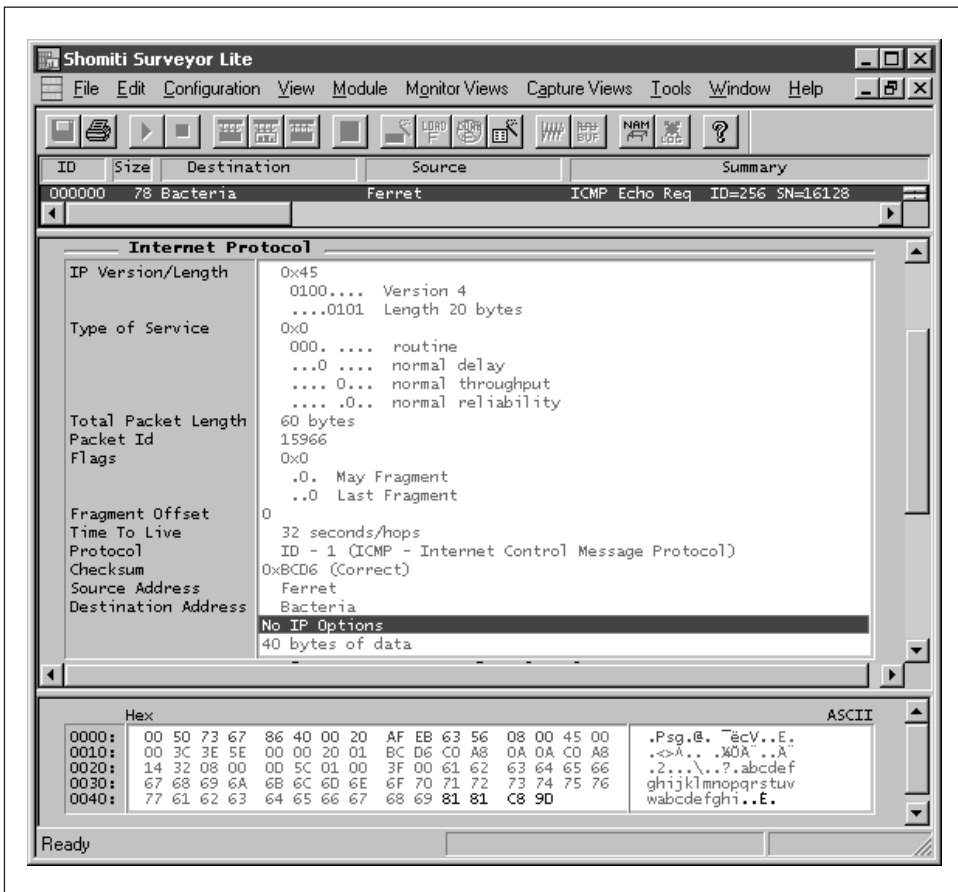 Shomiti Surveyor Lite
File Edit Configuration View Module Monitor Views Capture Views Tools Window Help
ID Size Destination Source Summary
000000 78 Bacteria Ferret ICMP Echo Req ID=256 SN=16128
Internet Protocol
IP Version/Length 0x45
0100.... Version 4
....0101 Length 20 bytes
Type of Service 0x0
000. .... routine
...0 .... normal delay
.... 0... normal throughput
.... .0.. normal reliability
Total Packet Length 60 bytes
Packet Id 15966
Flags 0x0
.0. May Fragment
..0 Last Fragment
Fragment Offset 0
Time To Live 32 seconds/hops
Protocol ID - 1 (ICMP - Internet Control Message Protocol)
Checksum 0xBCD6 (Correct)
Source Address Ferret
Destination Address Bacteria
No IP Options
40 bytes of data
Hex ASCII
0000: 00 50 73 67 86 40 00 20 AF EB 63 56 08 00 45 00 .Psg.@. ¯ëcV..E.
0010: 00 3C 3E 5E 00 00 20 01 BC D6 C0 A8 0A 0A C0 A8
0020: 14 32 08 00 0D 5C 01 00 3F 00 61 62 63 64 65 66 .2...\..?.abcdef
0030: 67 68 69 6A 6B 6C 6D 6E 6F 70 71 72 73 74 75 76 ghijklmnopqrstuv
0040: 77 61 62 63 64 65 66 67 68 69 81 81 C8 9D wabcdefghi..È.
Ready